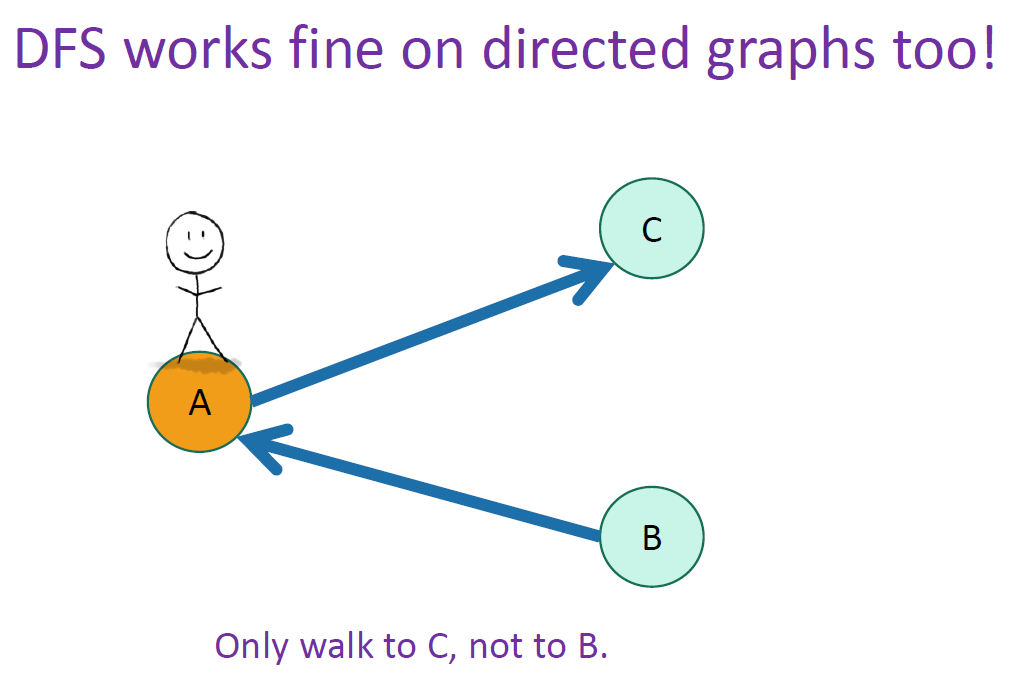 DFS works fine on directed graphs too!
C
A
B
Only walk to C, not to B.